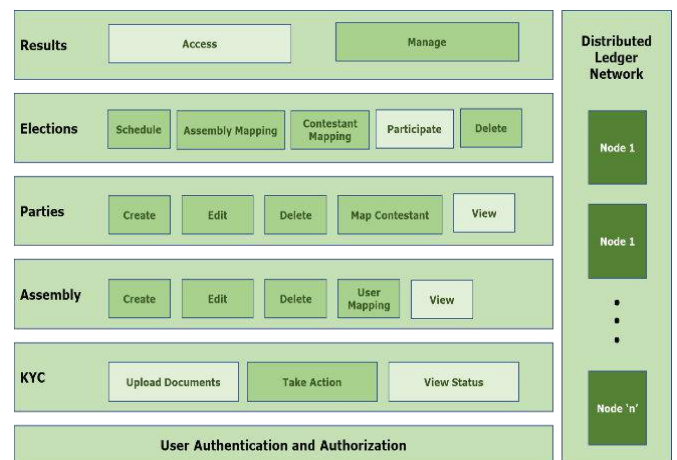 Results
Access
Manage
Elections
Schedule
Assembly Mapping
Contestant
Mapping
Participate
Delete
Parties
Create
Edit
Delete
Map Contestant
View
Assembly
Create
Edit
Delete
User
Mapping
View
KYC
Upload Documents
Take Action
View Status
User Authentication and Authorization
Distributed
Ledger
Network
Node 1
Node 1
Node 'n'